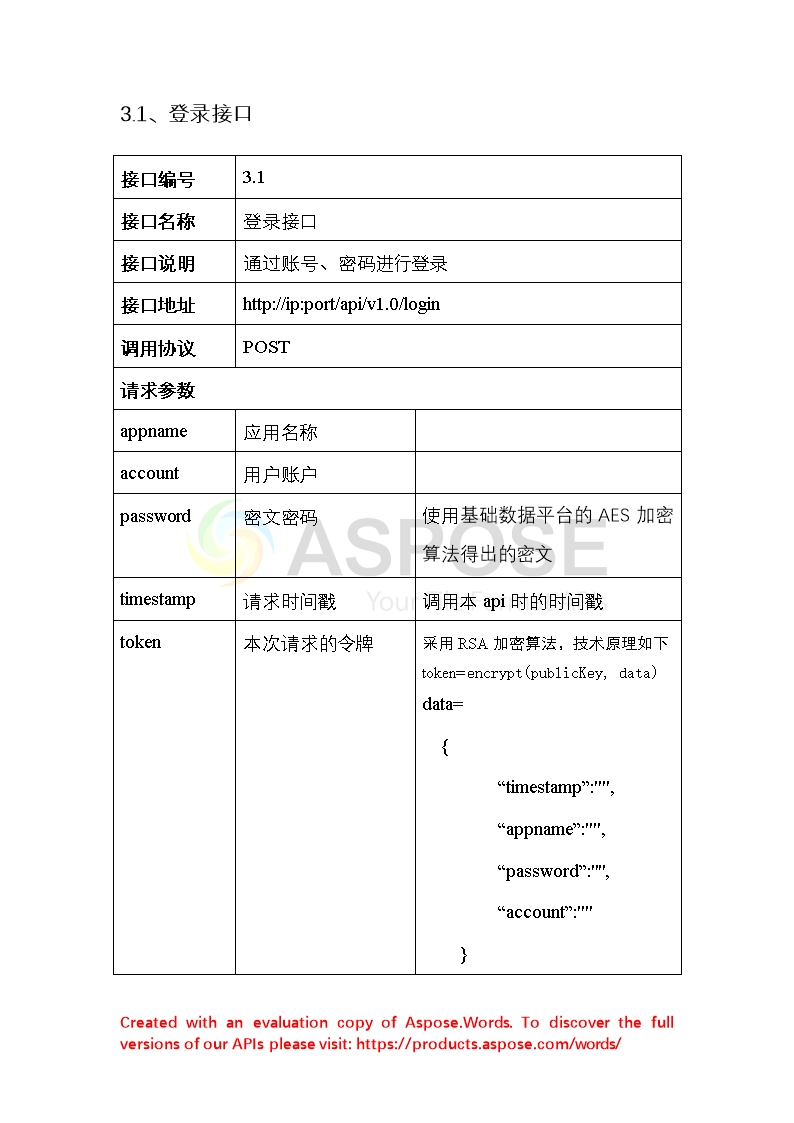 3.1、登录接口
接口编号 3.1
接口名称 登录接口
接口说明 通过账号、密码进行登录
接口地址 http://ip:port/api/v1.0/login
调用协议 POST
请求参数
appname 应用名称
account 用户账户
password 密文密码 使用基础数据平台的 AES 加密
算法得出的密文
ASPOSE
timestamp 请求时间戳 调用本 api 时的时间戳
token 本次请求的令牌 采用 RSA 加密算法，技术原理如下
token=encrypt(publicKey, data)
data=
{
“timestamp”:"",
“appname”:"",
“password”:"",
“account”:""
}
Created with an evaluation copy of Aspose.Words. To discover the full
versions of our APIs please visit: https://products.aspose.com/words/